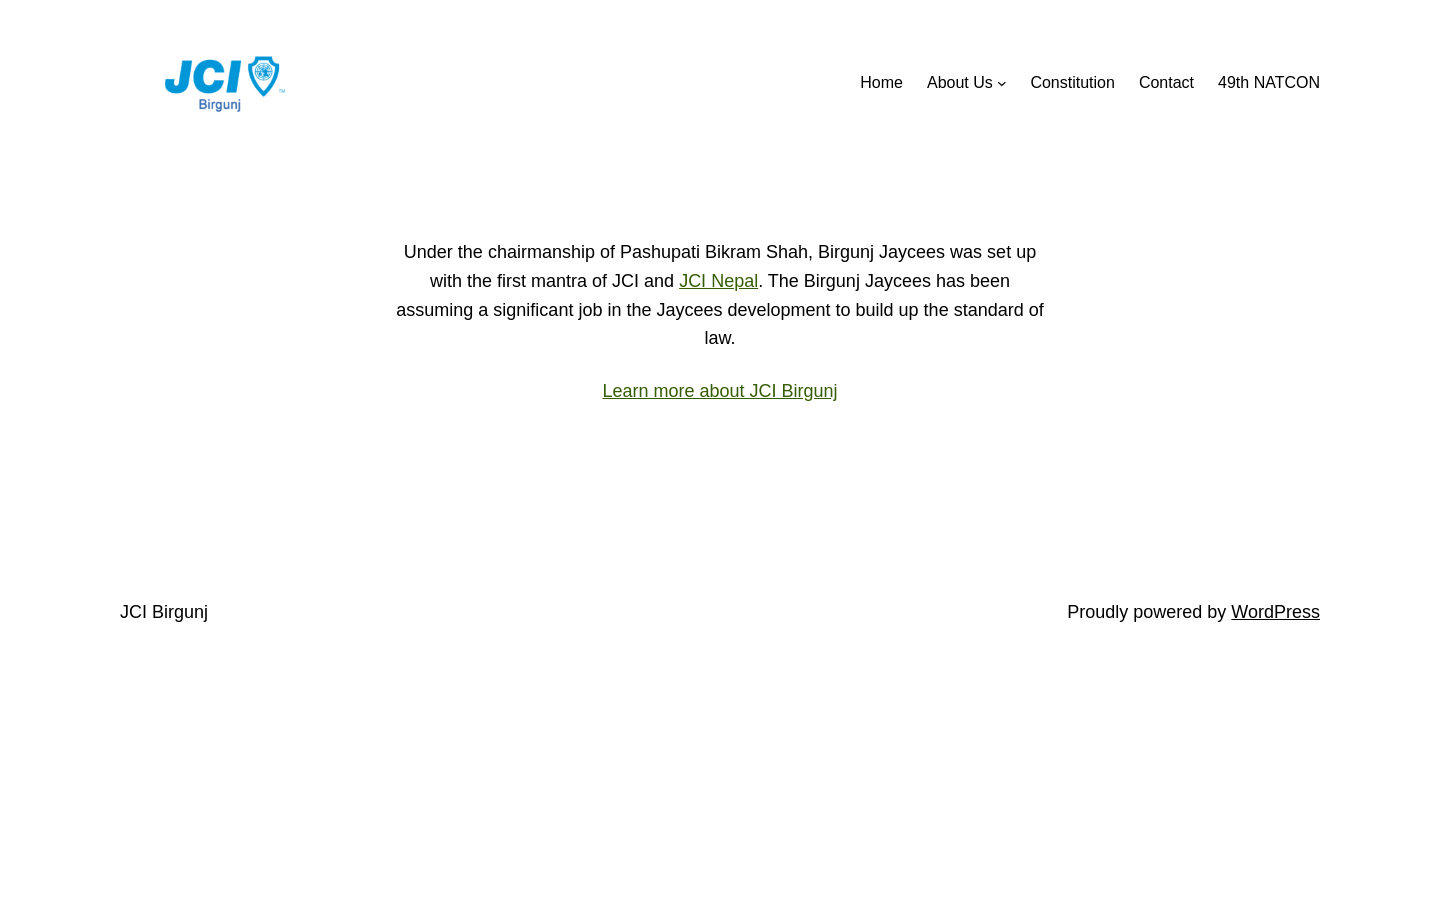 JCI
TM
Birgunj
Home About Us Constitution Contact 49th NATCON
Under the chairmanship of Pashupati Bikram Shah, Birgunj Jaycees was set up
with the first mantra of JCI and JCI Nepal. The Birgunj Jaycees has been
assuming a significant job in the Jaycees development to build up the standard of
law.
Learn more about JCI Birgunj
JCI Birgunj
Proudly powered by WordPress